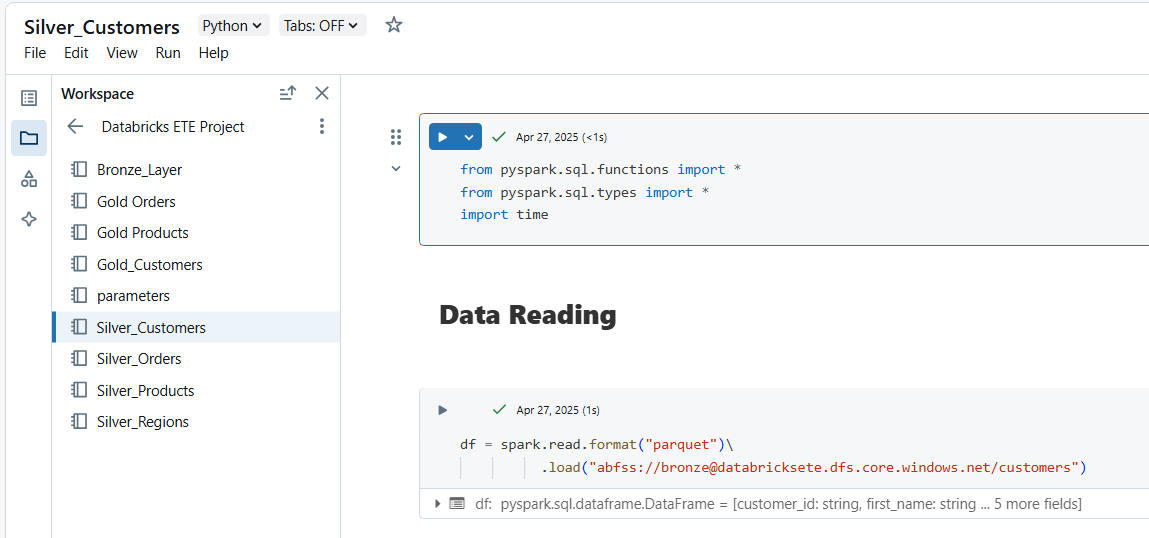 Silver_Customers Python Tabs: OFF
File Edit View Run Help
Workspace
Databricks ETE Project
Bronze_Layer
Gold Orders
Gold Products
Gold_Customers
parameters
Silver_Customers
Silver_Orders
Silver_Products
Silver_Regions
Apr 27, 2025 (<1s)
from pyspark.sql.functions import *
from pyspark.sql.types import *
import time
Data Reading
Apr 27, 2025 (1s)
df = spark.read.format("parquet")\
.load("abfss://bronze@databricksete.dfs.core.windows.net/customers")
df: pyspark.sql.dataframe.DataFrame = [customer_id: string, first_name: string ... 5 more fields]